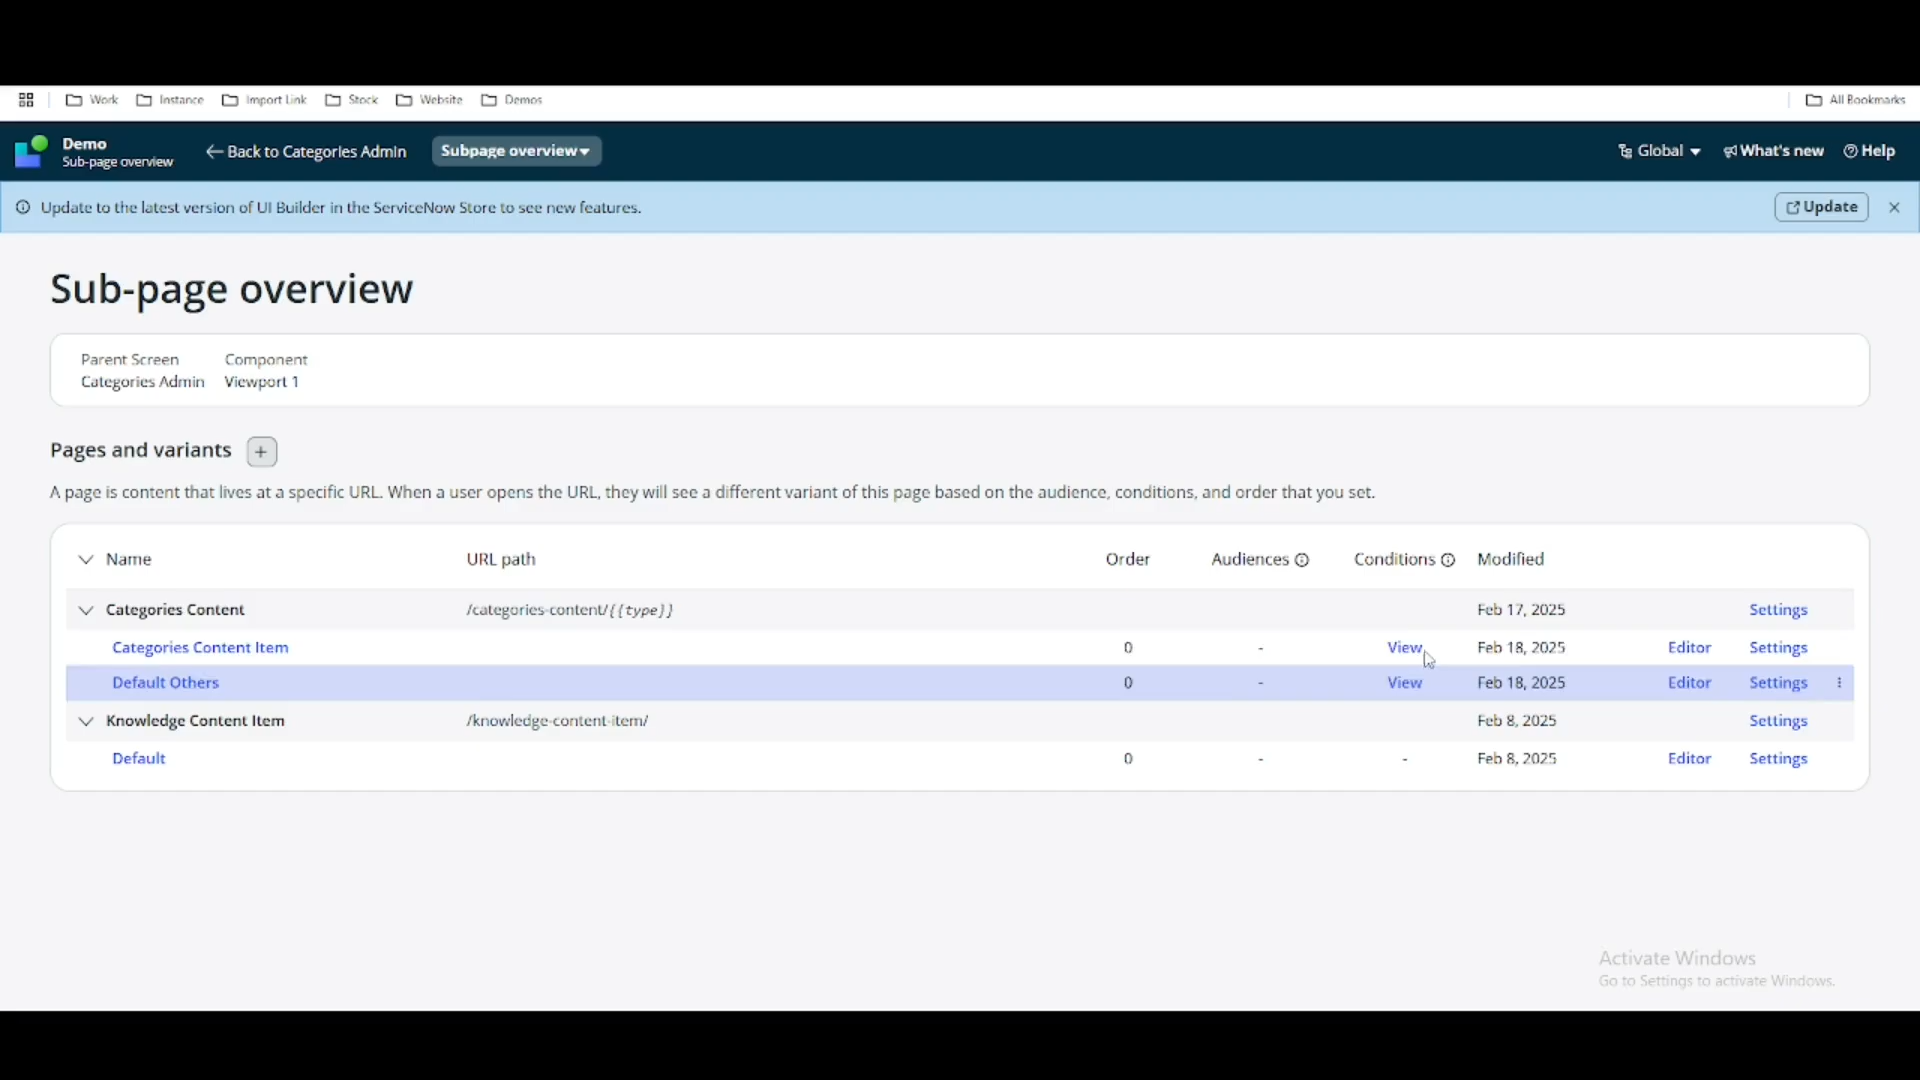 Work Instance Import Link Stock Website Demos All Bookmarks
Demo
Sub-page overview
Back to Categories Admin Subpage overview Global What's new Help
Update to the latest version of UI Builder in the ServiceNow Store to see new features. Update
Sub-page overview
Parent Screen Component
Categories Admin Viewport 1
Pages and variants +
A page is content that lives at a specific URL. When a user opens the URL, they will see a different variant of this page based on the audience, conditions, and order that you set.
Name URL path Order Audiences Conditions Modified
Categories Content /categories-content/{{type}} Feb 17, 2025 Settings
Categories Content Item 0 - View Feb 18, 2025 Editor Settings
Default Others 0 - View Feb 18, 2025 Editor Settings
Knowledge Content Item /knowledge-content-item/ Feb 8, 2025 Settings
Default 0 - - Feb 8, 2025 Editor Settings
Activate Windows
Go to Settings to activate Windows.